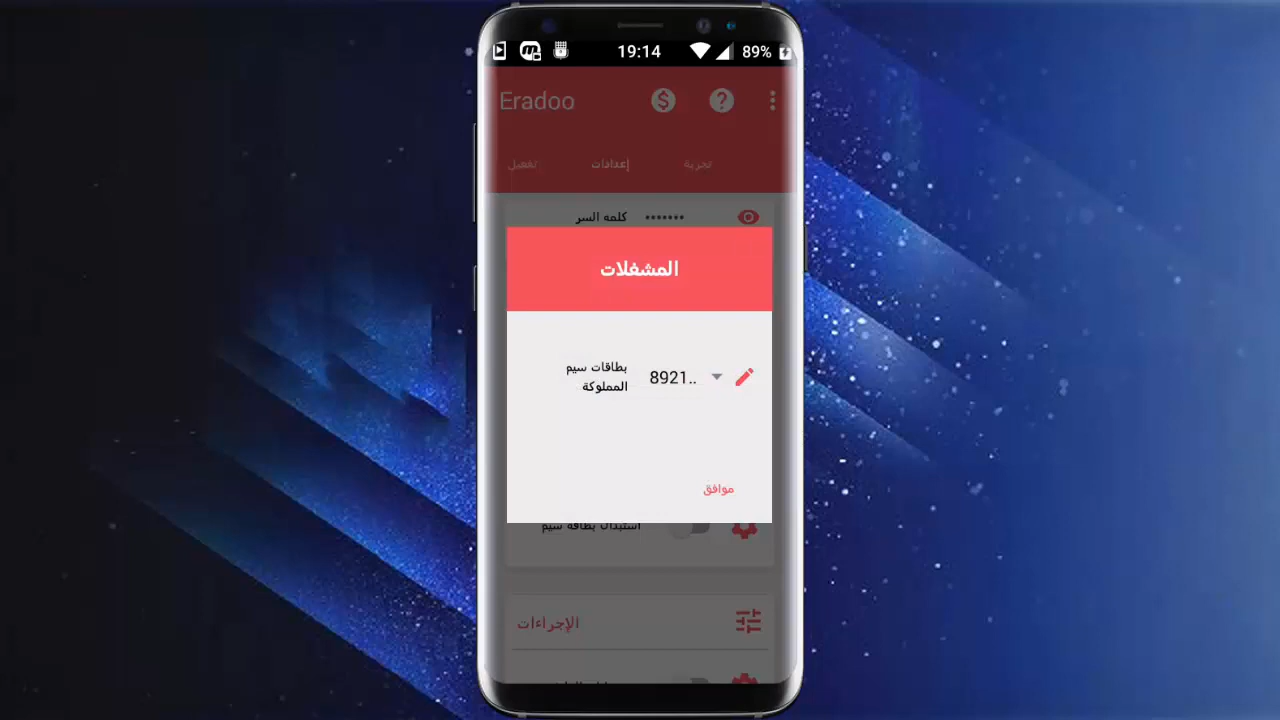 19:14
89%
Eradoo
تفعيل
إعدادات
تجربة
كلمه السر
•••••••
المشغلات
بطاقات سيم
المملوكة
8921..
موافق
استبدال بطاقة سيم
الإجراءات